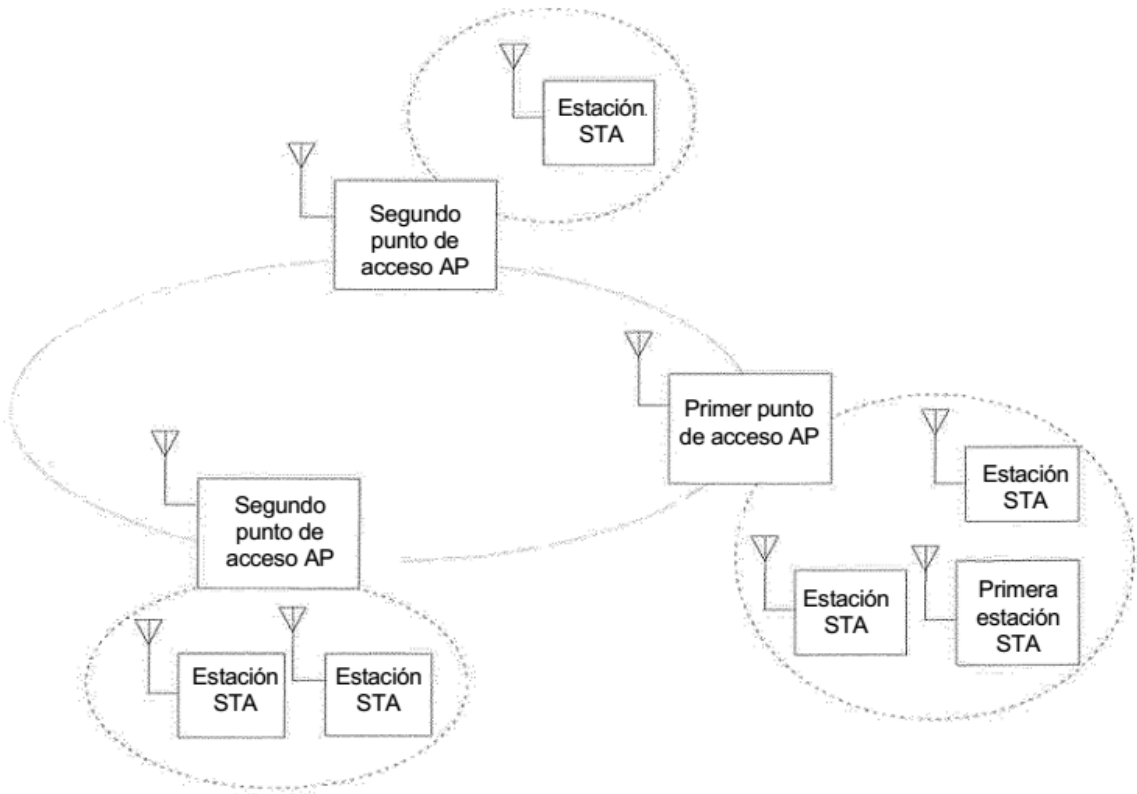 Estación
STA
Segundo
punto de
acceso AP
Primer punto
de acceso AP
Estación
STA
Segundo
punto de
acceso AP
Estación
STA
Primera
estación
STA
Estación
STA
Estación
STA